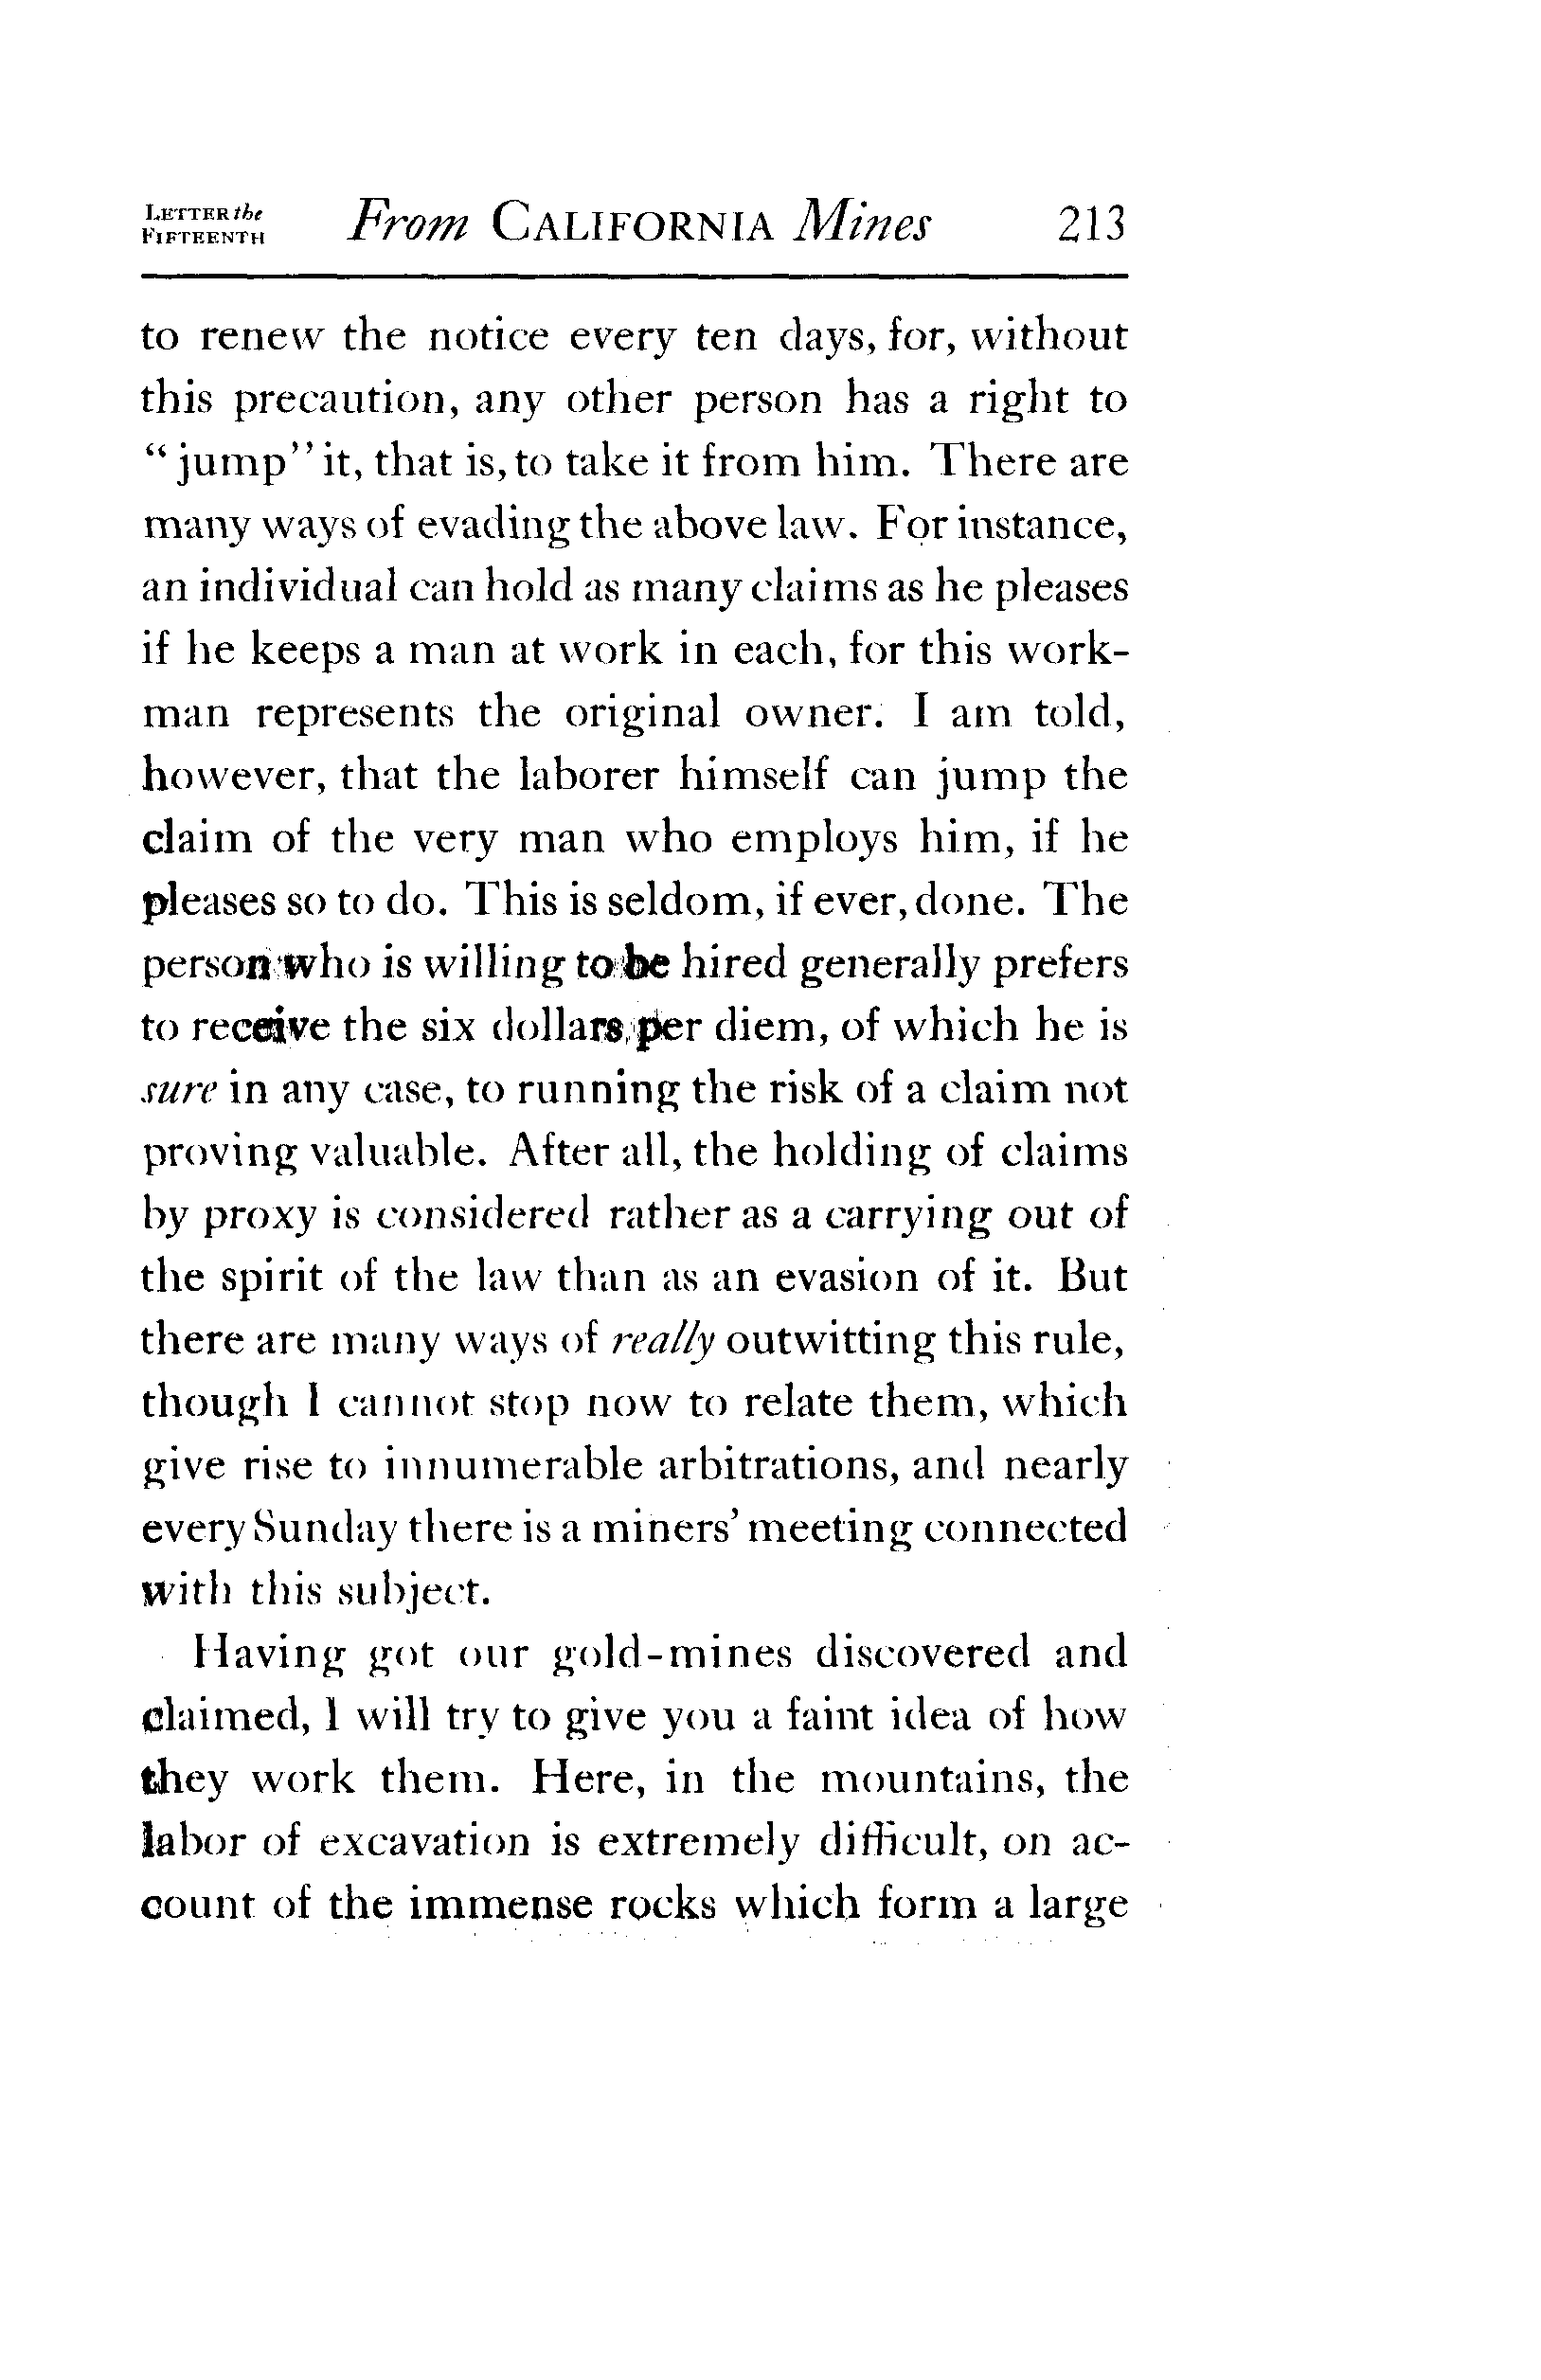 LETTER the
FIFTEENTH
From CALIFORNIA Mines 213
to renew the notice every ten days, for, without
this precaution, any other person has a right to
“jump” it, that is, to take it from him. There are
many ways of evading the above law. For instance,
an individual can hold as many claims as he pleases
if he keeps a man at work in each, for this work-
man represents the original owner. I am told,
however, that the laborer himself can jump the
claim of the very man who employs him, if he
pleases so to do. This is seldom, if ever, done. The
person who is willing to be hired generally prefers
to receive the six dollars per diem, of which he is
sure in any case, to running the risk of a claim not
proving valuable. After all, the holding of claims
by proxy is considered rather as a carrying out of
the spirit of the law than as an evasion of it. But
there are many ways of really outwitting this rule,
though I cannot stop now to relate them, which
give rise to innumerable arbitrations, and nearly
every Sunday there is a miners’ meeting connected
with this subject.
Having got our gold-mines discovered and
claimed, I will try to give you a faint idea of how
they work them. Here, in the mountains, the
labor of excavation is extremely difficult, on ac-
count of the immense rocks which form a large